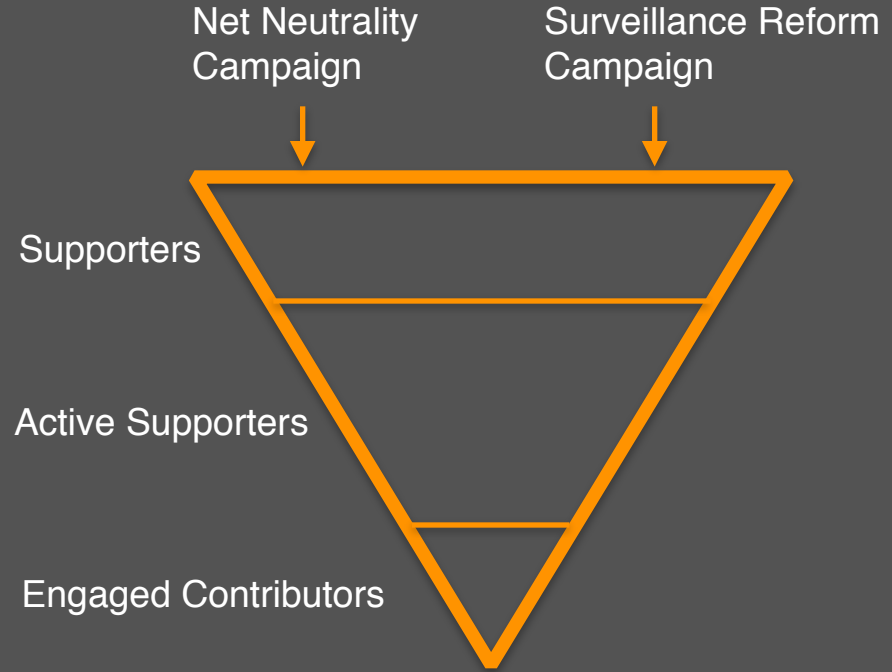 Net Neutrality
Campaign
Surveillance Reform
Campaign
Supporters
Active Supporters
Engaged Contributors